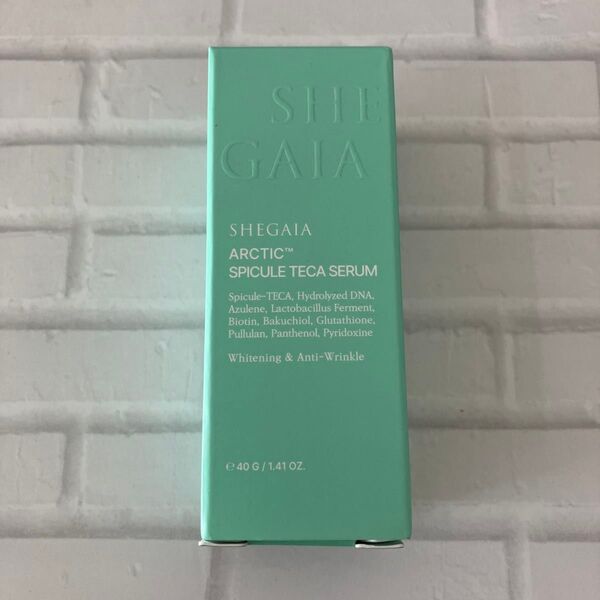 SHE
GAIA
SHEGAIA
ARCTIC™
SPICULE TECA SERUM
Spicule-TECA, Hydrolyzed DNA,
Azulene, Lactobacillus Ferment,
Biotin, Bakuchiol, Glutathione,
Pullulan, Panthenol, Pyridoxine
Whitening & Anti-Wrinkle
℮ 40 G / 1.41 OZ.